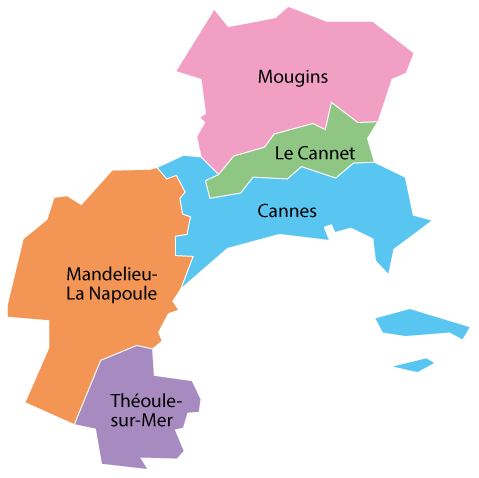 Mougins
Le Cannet
Cannes
Mandelieu-
La Napoule
Théoule-
sur-Mer